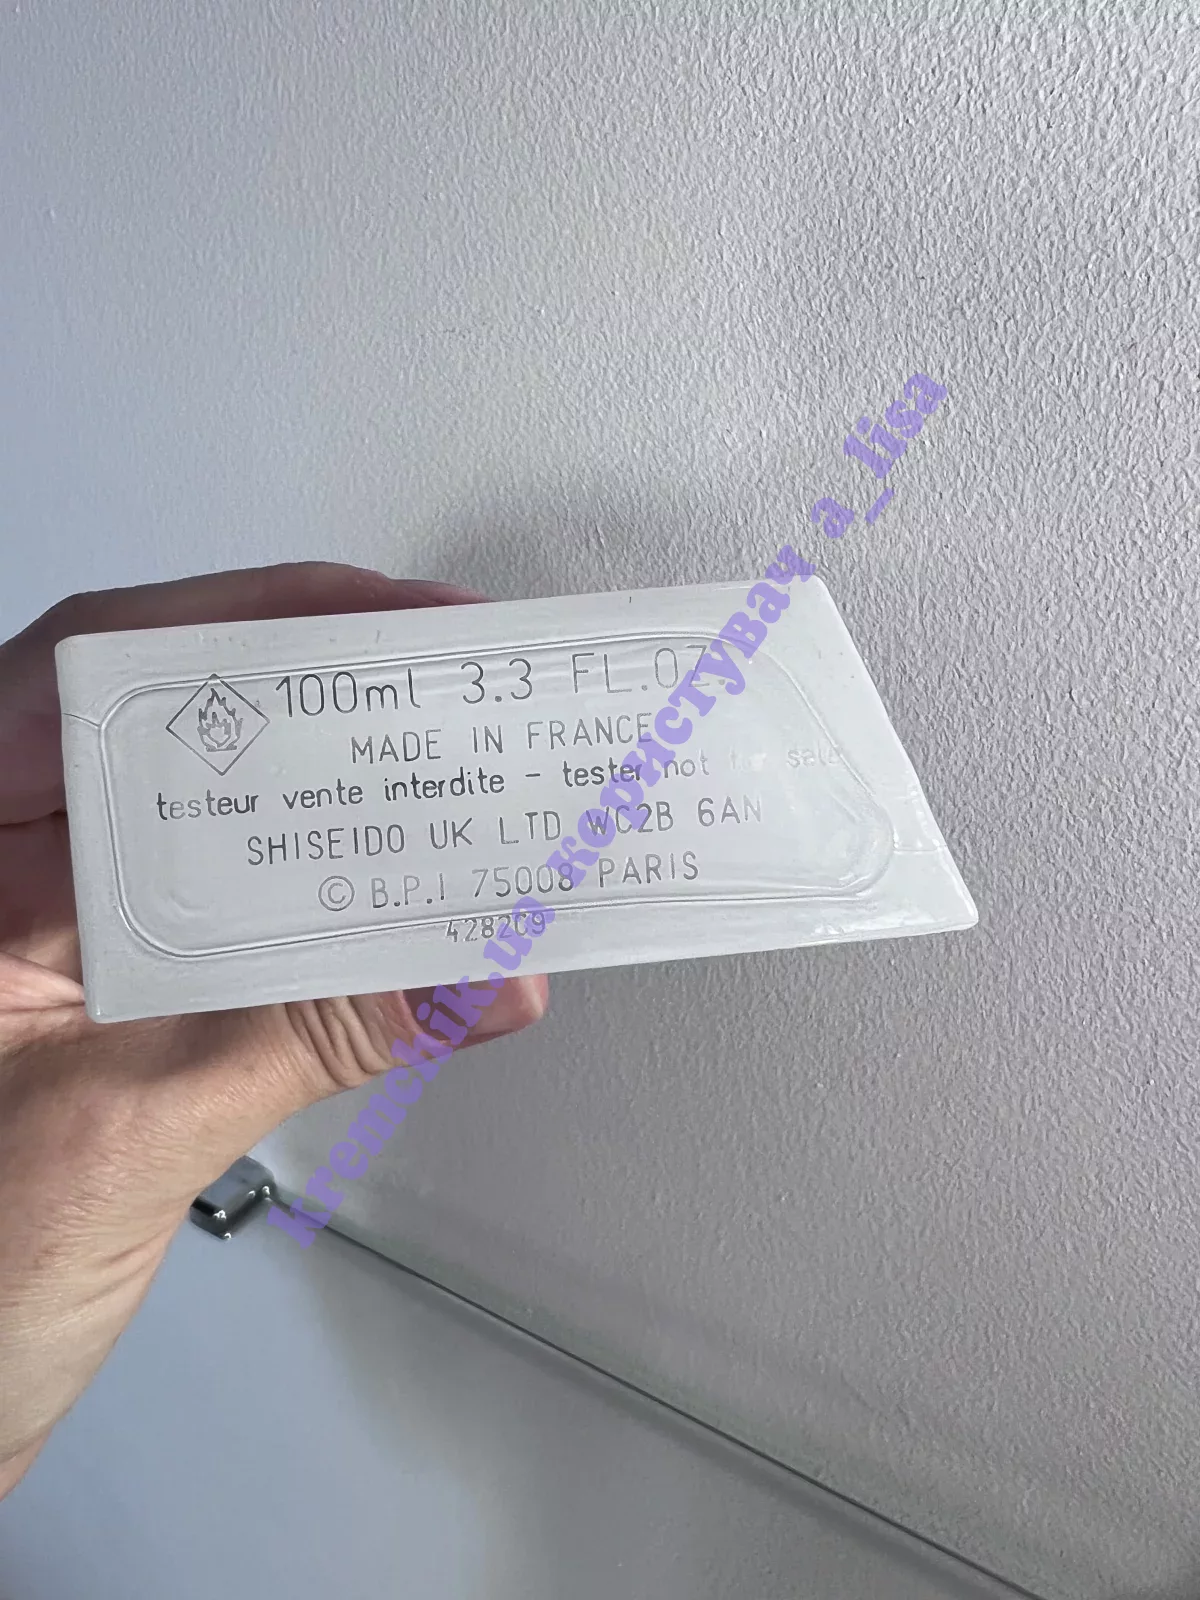 100ml 3.3 FL.OZ.
MADE IN FRANCE
testeur vente interdite - tester not for sale
SHISEIDO UK LTD WC2B 6AN
© B.P.I 75008 PARIS
4282C9
kremchik.ua користувач a_lisa